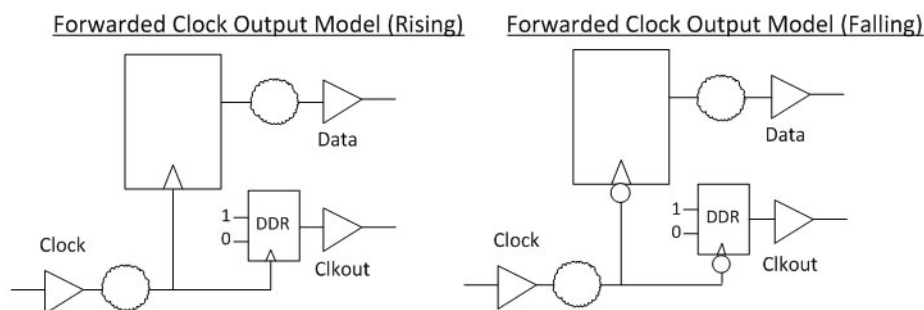 Forwarded Clock Output Model (Rising)
Data
1
0
DDR
Clock
Clkout
Forwarded Clock Output Model (Falling)
Data
1
0
DDR
Clock
Clkout